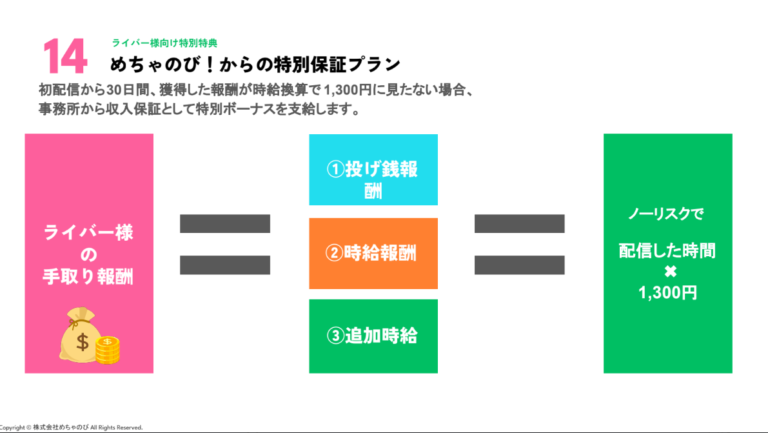 14
ライバー様向け特別特典
めちゃのび！からの特別保証プラン
初配信から30日間、獲得した報酬が時給換算で1,300円に見たない場合、
事務所から収入保証として特別ボーナスを支給します。
ライバー様
の
手取り報酬
$
$
①投げ銭報
酬
②時給報酬
③追加時給
ノーリスクで
配信した時間
✖
1,300円
Copyright © 株式会社めちゃのび All Rights Reserved.